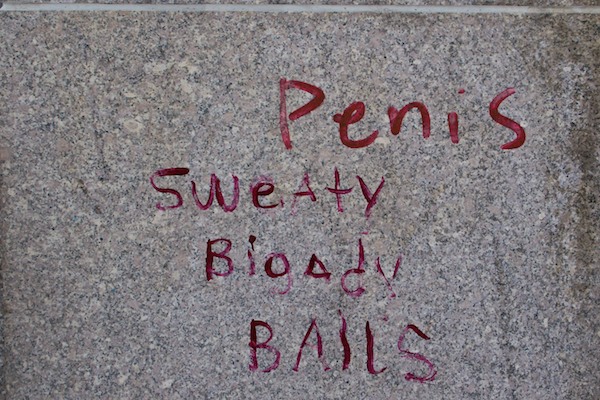 Penis
Sweaty
Bigady
BAllS